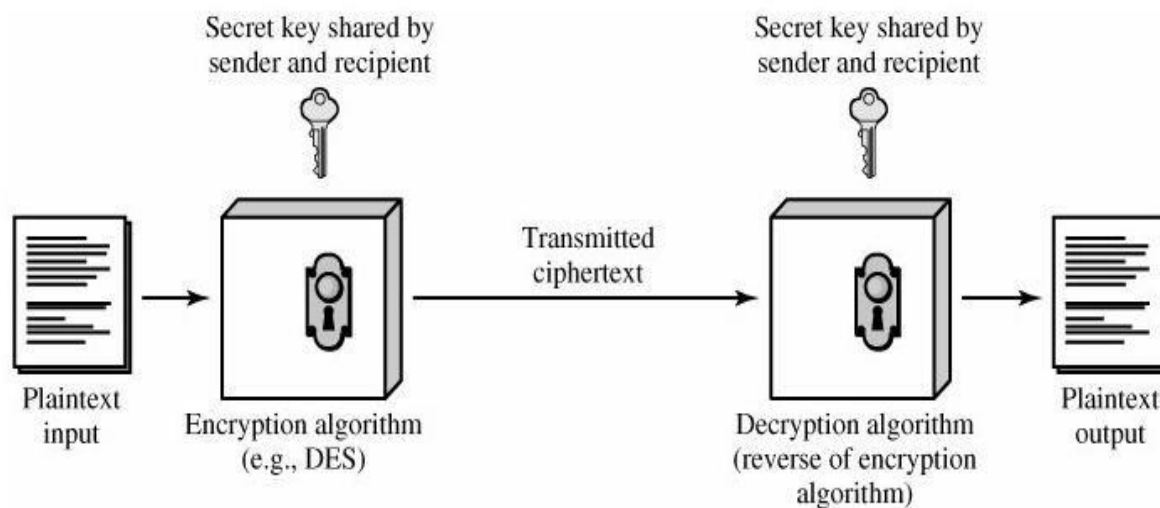 Secret key shared by
sender and recipient
Secret key shared by
sender and recipient
Transmitted
ciphertext
Plaintext
input
Encryption algorithm
(e.g., DES)
Decryption algorithm
(reverse of encryption
algorithm)
Plaintext
output